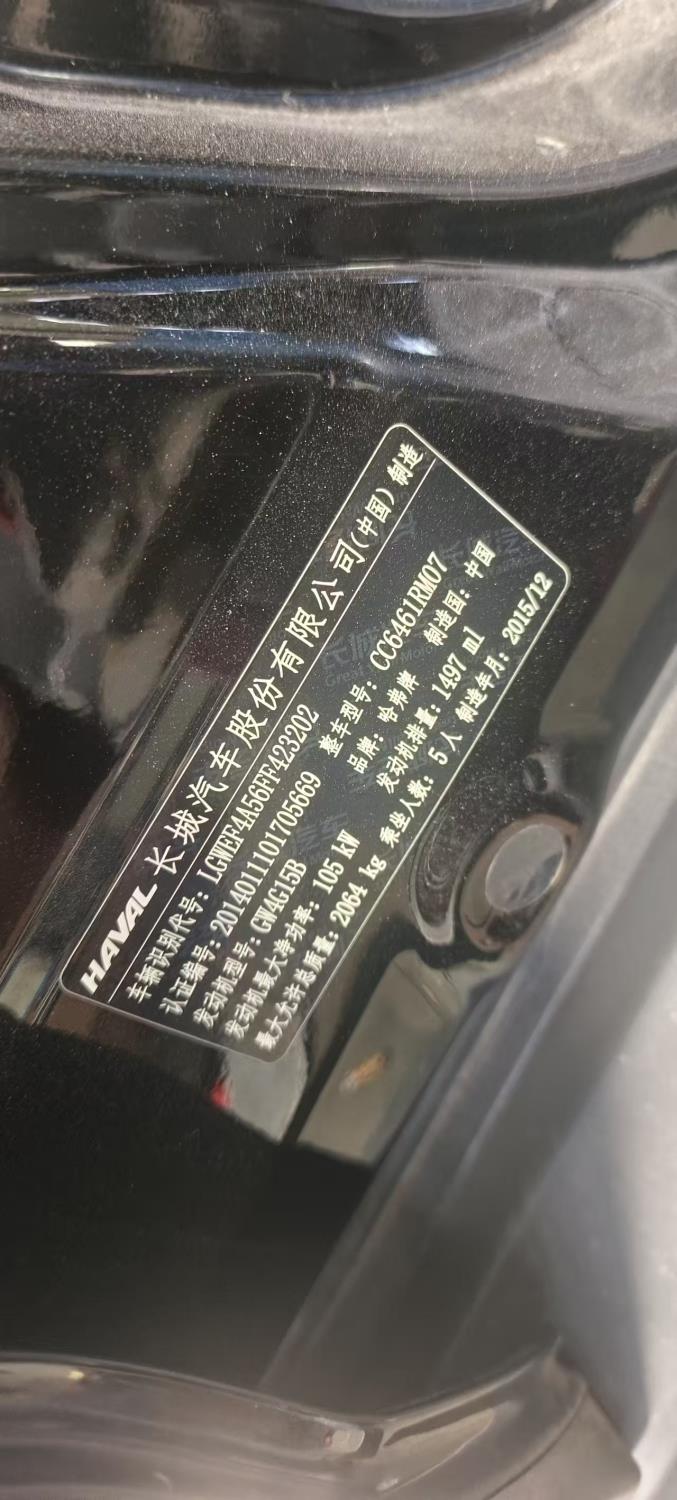 HAVAL 长城汽车股份有限公司(中国) 制造
车辆识别代号: LGWEF4A56FF423202 整车型号: CC6461RM07
认证编号: 2014011101705669 品牌: 哈弗牌 制造国: 中国
发动机型号: GW4G15B 发动机排量: 1497 ml
发动机最大净功率: 105 kW 乘坐人数: 5人 制造年月: 2015/12
最大允许总质量: 2064 kg